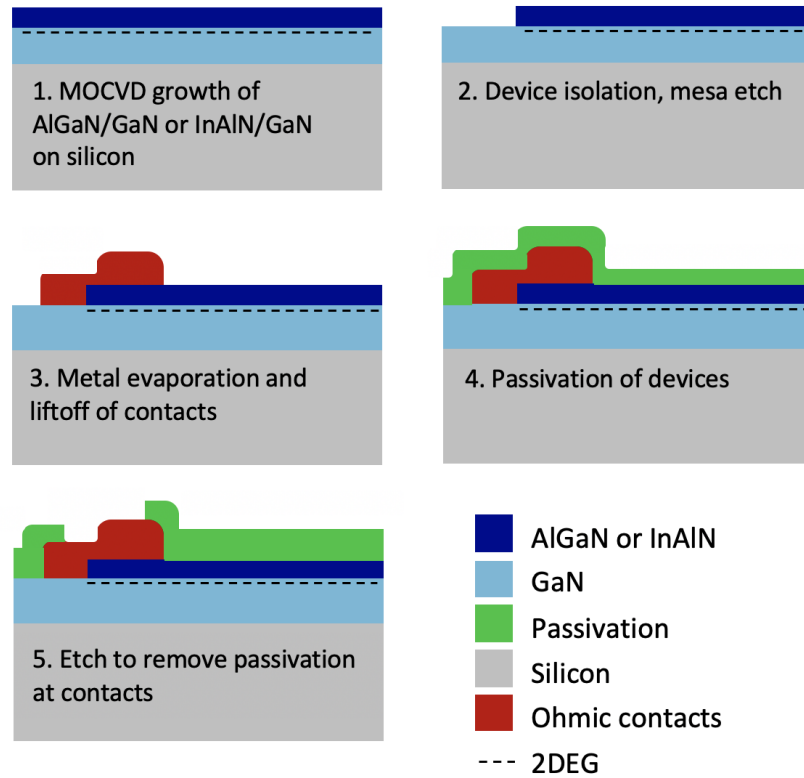 1. MOCVD growth of
AlGaN/GaN or InAlN/GaN
on silicon
2. Device isolation, mesa etch
3. Metal evaporation and
liftoff of contacts
4. Passivation of devices
5. Etch to remove passivation
at contacts
AlGaN or InAlN
GaN
Passivation
Silicon
Ohmic contacts
2DEG